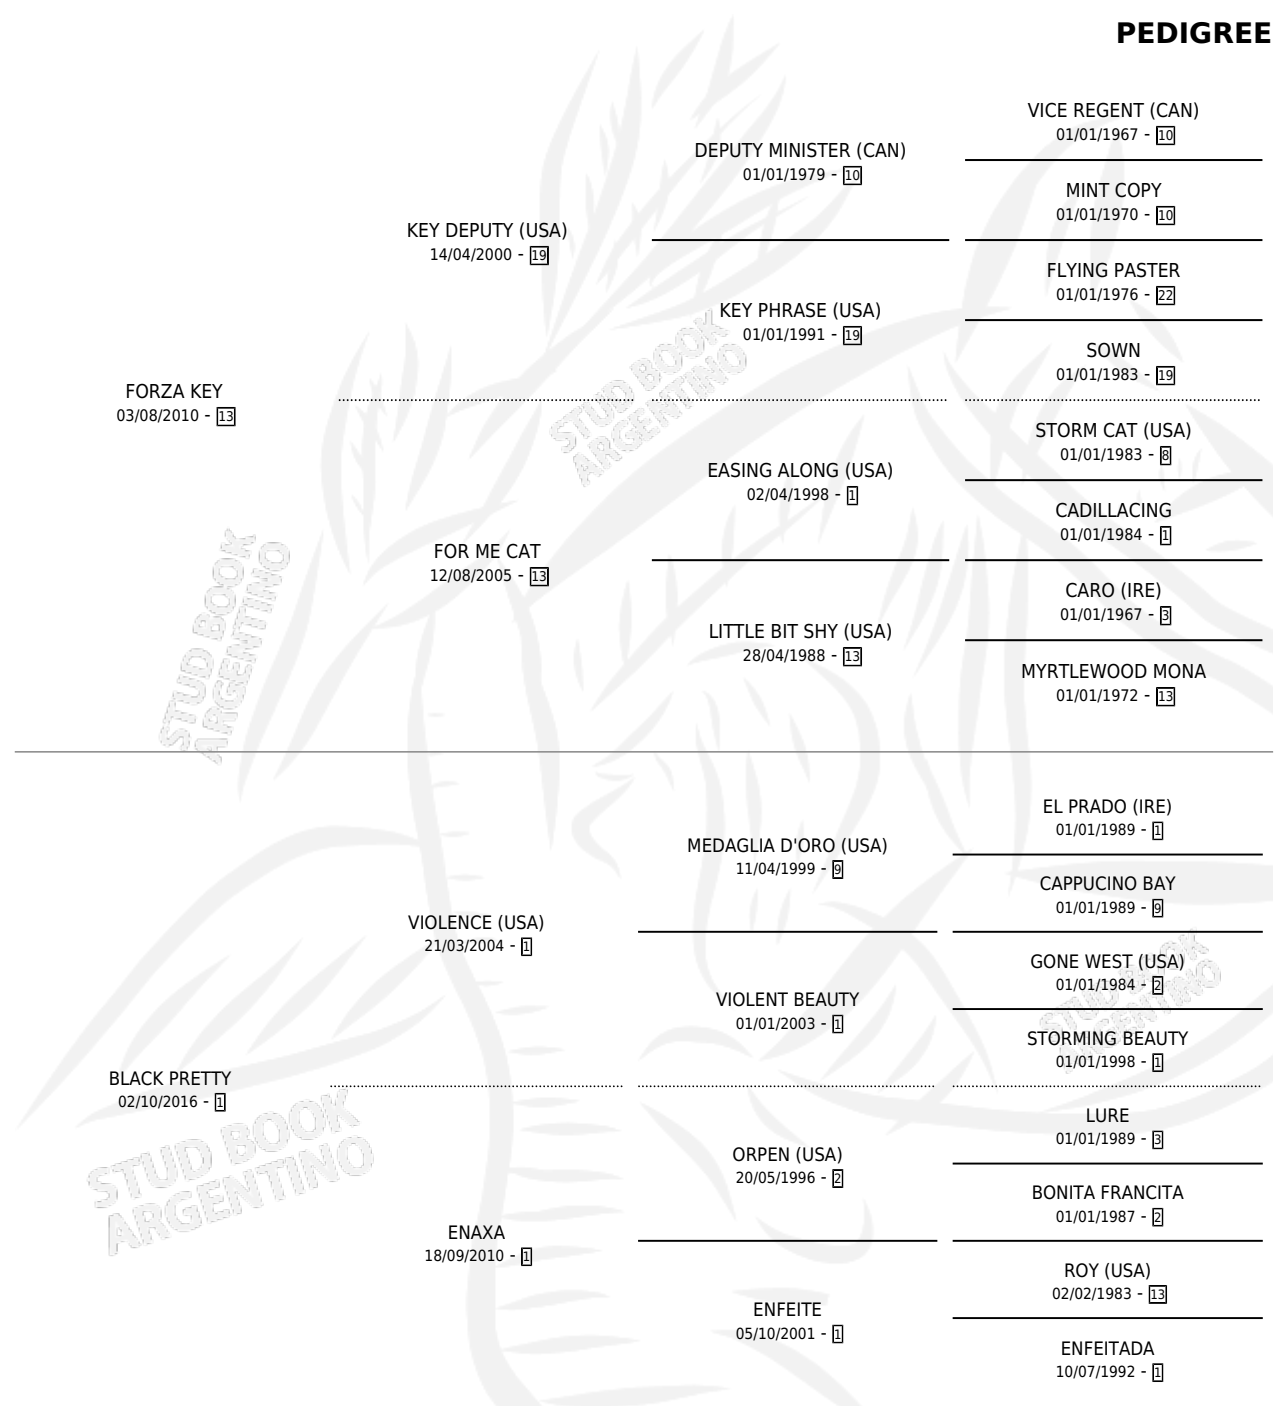 PEDIGREE
VICE REGENT (CAN)
01/01/1967 - 10
DEPUTY MINISTER (CAN)
01/01/1979 - 10
MINT COPY
01/01/1970 - 10
KEY DEPUTY (USA)
14/04/2000 - 19
FLYING PASTER
01/01/1976 - 22
KEY PHRASE (USA)
01/01/1991 - 19
SOWN
01/01/1983 - 19
FORZA KEY
03/08/2010 - 13
STORM CAT (USA)
01/01/1983 - 8
EASING ALONG (USA)
02/04/1998 - 1
CADILLACING
01/01/1984 - 1
FOR ME CAT
12/08/2005 - 13
CARO (IRE)
01/01/1967 - 3
LITTLE BIT SHY (USA)
28/04/1988 - 13
MYRTLEWOOD MONA
01/01/1972 - 13
EL PRADO (IRE)
01/01/1989 - 1
MEDAGLIA D'ORO (USA)
11/04/1999 - 9
CAPPUCINO BAY
01/01/1989 - 9
VIOLENCE (USA)
21/03/2004 - 1
GONE WEST (USA)
01/01/1984 - 2
VIOLENT BEAUTY
01/01/2003 - 1
STORMING BEAUTY
01/01/1998 - 1
BLACK PRETTY
02/10/2016 - 1
LURE
01/01/1989 - 3
ORPEN (USA)
20/05/1996 - 2
BONITA FRANCITA
01/01/1987 - 2
ENAXA
18/09/2010 - 1
ROY (USA)
02/02/1983 - 13
ENFEITE
05/10/2001 - 1
ENFEITADA
10/07/1992 - 1
STUD BOOK
ARGENTINO
STUD BOOK
ARGENTINO
STUD BOOK
ARGENTINO
STUD BOOK
ARGENTINO